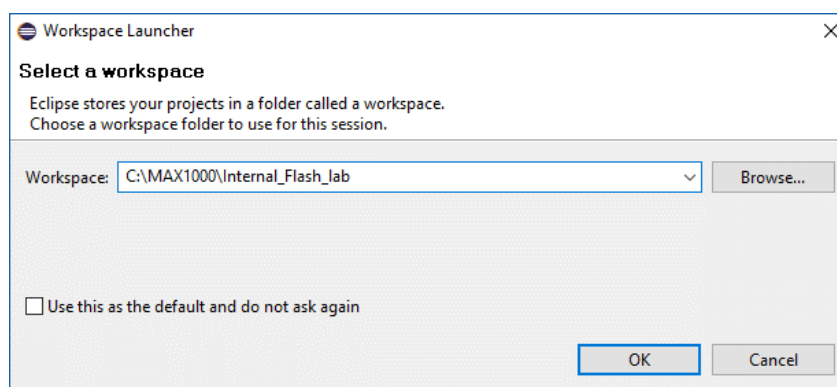 Workspace Launcher
Select a workspace
Eclipse stores your projects in a folder called a workspace.
Choose a workspace folder to use for this session.
Workspace: C:\MAX1000\Internal_Flash_lab Browse...
Use this as the default and do not ask again
OK Cancel